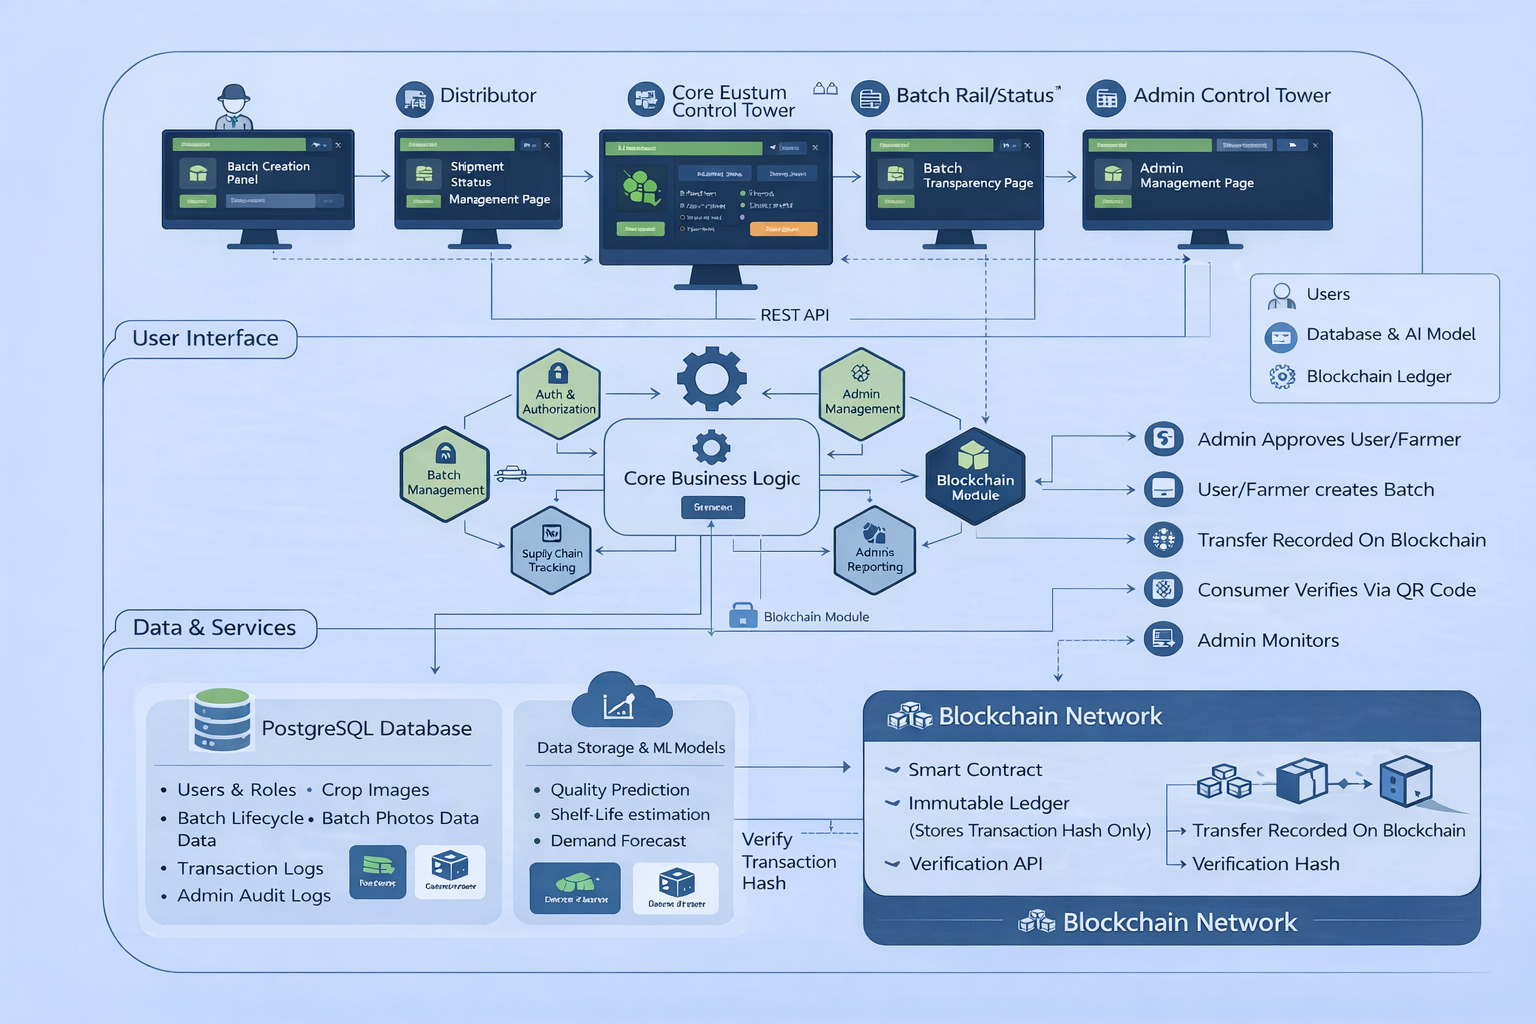 Distributor
Core Eustum
Control Tower
Batch Rail/Status
Admin Control Tower
Batch Creation
Panel
Shipment
Status
Management Page
Batch
Transparency Page
Admin
Management Page
REST API
User Interface
Users
Database & AI Model
Blockchain Ledger
Auth &
Authorization
Admin
Management
Batch
Management
Core Business Logic
Blockchain
Module
Supily Chain
Tracking
Admin's
Reporting
Admin Approves User/Farmer
User/Farmer creates Batch
Transfer Recorded On Blockchain
Consumer Verifies Via QR Code
Admin Monitors
Blokchain Module
Data & Services
PostgreSQL Database
• Users & Roles • Crop Images
• Batch Lifecycle • Batch Photos Data
Data
• Transaction Logs
• Admin Audit Logs
Data Storage & ML Models
• Quality Prediction
• Shelf-Life estimation
• Demand Forecast
Verify
Transaction
Hash
Blockchain Network
Smart Contract
Immutable Ledger
(Stores Transaction Hash Only)
Verification API
Transfer Recorded On Blockchain
Verification Hash
Blockchain Network